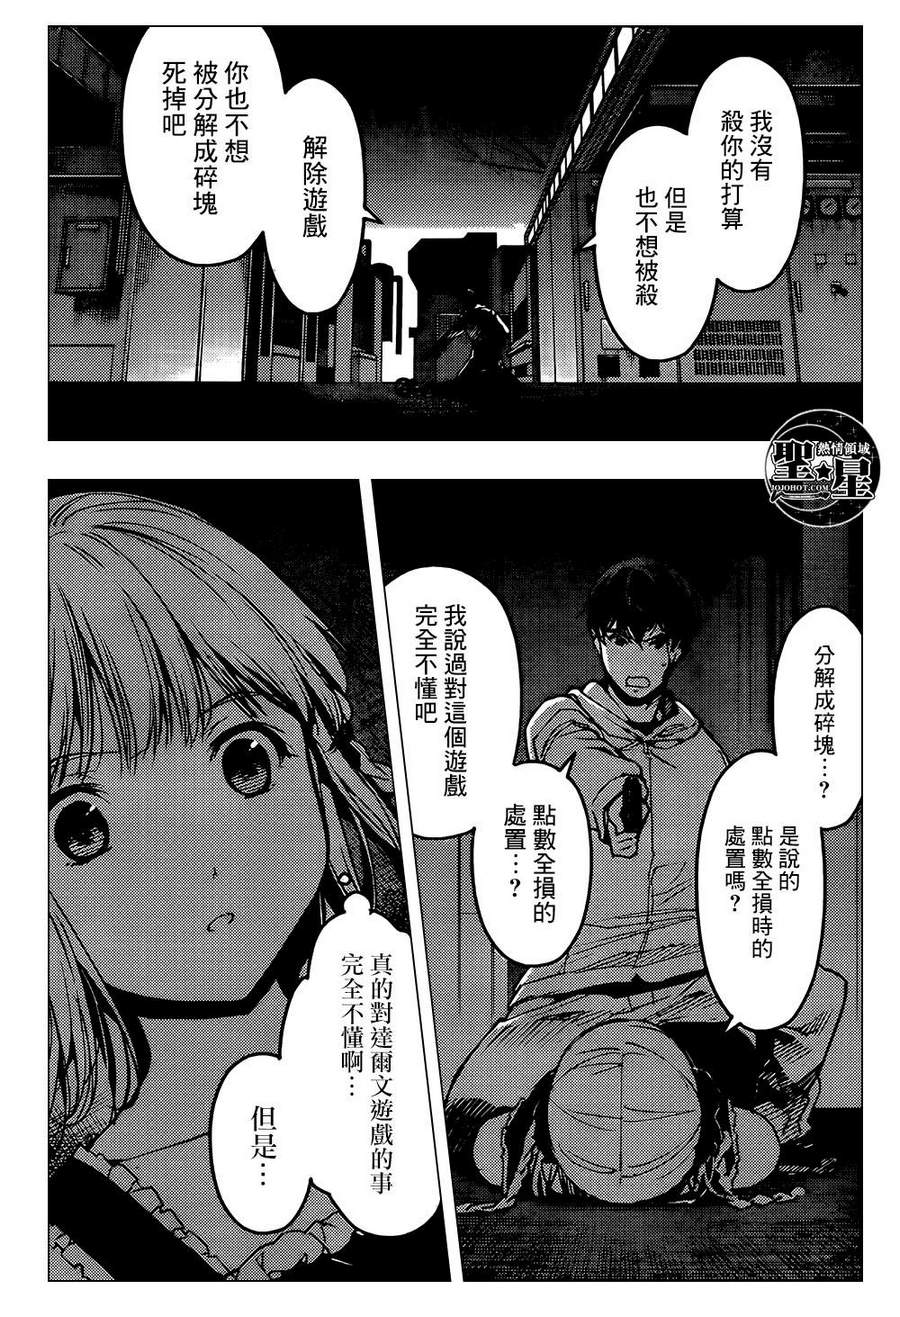 我沒有
殺你的打算
但是
也不想被殺
解除遊戲
你也不想
被分解成碎塊
死掉吧
熱情領域
聖★星
JOJOHOT.COM
分解成碎塊…?
是說的
點數全損時的
處置嗎?
點數全損的
處置…?
我說過對這個遊戲
完全不懂吧
真的對達爾文遊戲的事
完全不懂啊…
但是…